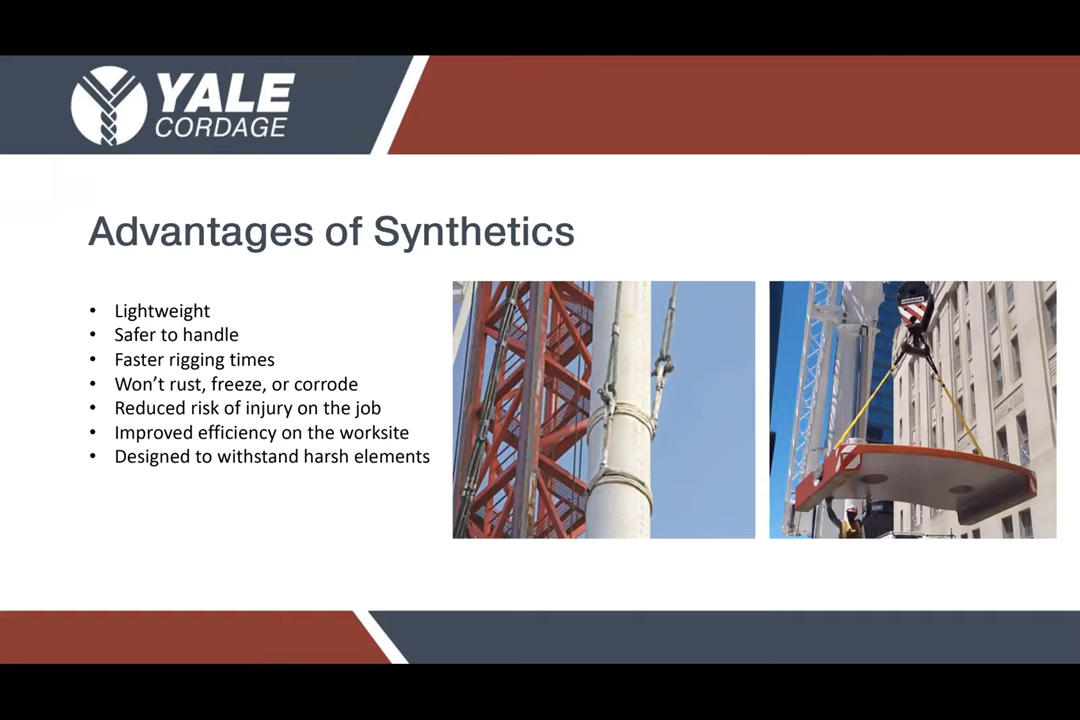 YALE
CORDAGE
Advantages of Synthetics
• Lightweight
• Safer to handle
• Faster rigging times
• Won’t rust, freeze, or corrode
• Reduced risk of injury on the job
• Improved efficiency on the worksite
• Designed to withstand harsh elements